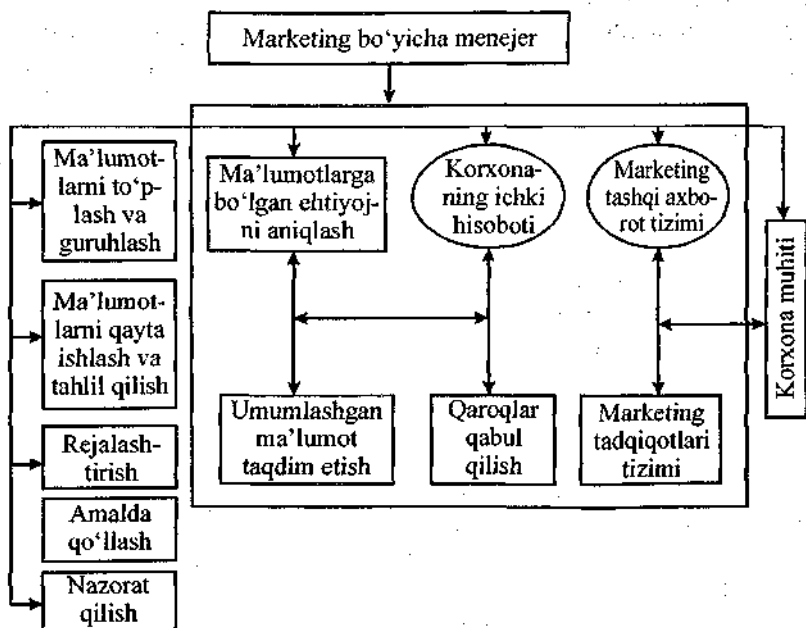 Marketing bo‘yicha menejer
Ma’lumot-
larni to‘p-
lash va
guruhlash
Ma’lumot-
larni qayta
ishlash va
tahlil qilish
Rejalash-
tirish
Amalda
qo‘llash
Nazorat
qilish
Ma’lumotlarga
bo‘lgan ehtiyoj-
ni aniqlash
Korxona-
ning ichki
hisoboti
Marketing
tashqi axbo-
rot tizimi
Umumlashgan
ma’lumot
taqdim etish
Qaroqlar
qabul
qilish
Marketing
tadqiqotlari
tizimi
Korxona muhiti